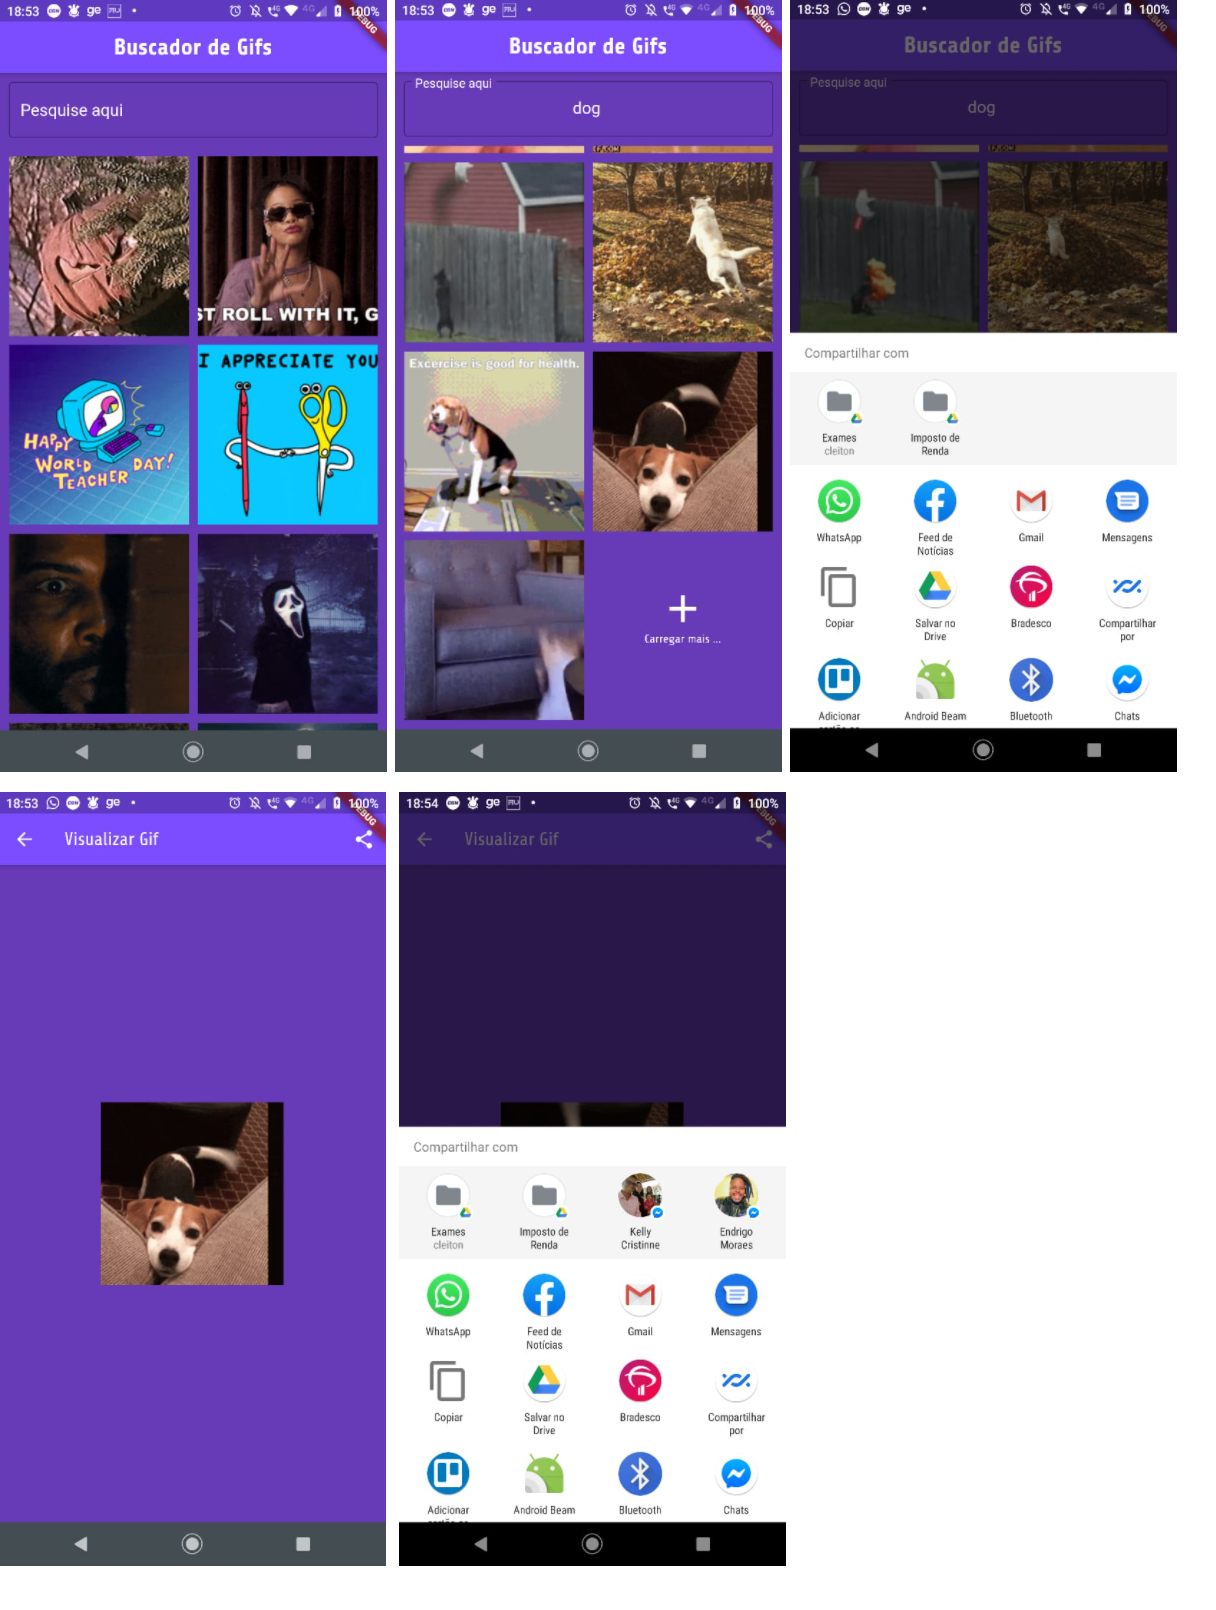 18:53
ge
4G
100%
DEBUG
Buscador de Gifs
Pesquise aqui
ST ROLL WITH IT, G
HAPPY
WORLD DAY!
TEACHER
I APPRECIATE YOU
18:53
ge
4G
100%
DEBUG
Buscador de Gifs
Pesquise aqui
dog
Excercise is good for health.
Carregar mais ...
18:53
ge
4G
100%
Buscador de Gifs
Pesquise aqui
dog
Compartilhar com
Exames
cleiton
Imposto de
Renda
WhatsApp
Feed de
Notícias
Gmail
Mensagens
Copiar
Salvar no
Drive
Bradesco
Compartilhar
por
Adicionar
Android Beam
Bluetooth
Chats
18:53
ge
4G
100%
DEBUG
Visualizar Gif
18:54
ge
4G
100%
Visualizar Gif
Compartilhar com
Exames
cleiton
Imposto de
Renda
Kelly
Cristinne
Endrigo
Moraes
WhatsApp
Feed de
Notícias
Gmail
Mensagens
Copiar
Salvar no
Drive
Bradesco
Compartilhar
por
Adicionar
Android Beam
Bluetooth
Chats